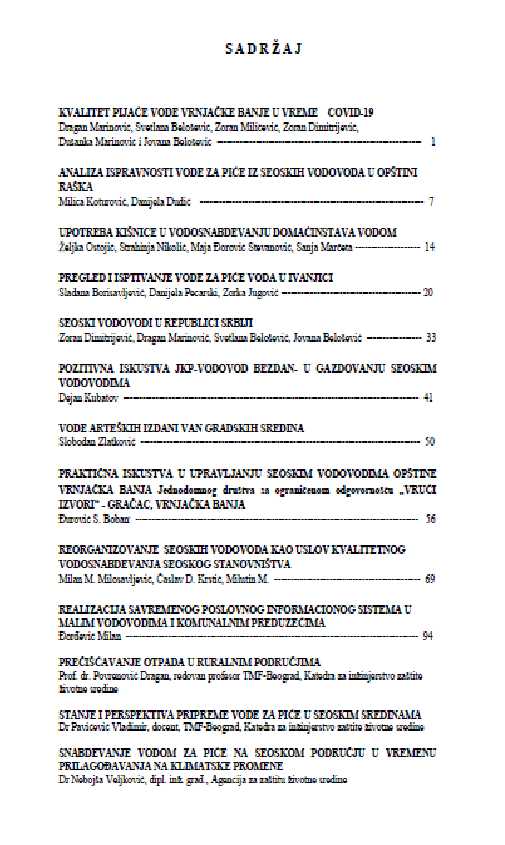 SADRŽAJ
KVALITET PIJAĆE VODE VRNJAČKE BANJE U VREME COVID-19
Dragan Marinović, Svetlana Belošević, Zoran Milićević, Zoran Dimitrijević,
Dušanka Marinović i Jovana Belošević ---------------------------------------------------- 1
ANALIZA ISPRAVNOSTI VODE ZA PIĆE IZ SEOSKIH VODOVODA U OPŠTINI
RAŠKA
Milica Koturović, Danijela Dudić ---------------------------------------------------------- 7
UPOTREBA KIŠNICE U VODOSNABDEVANJU DOMAĆINSTAVA VODOM
Željka Ostojić, Strahinja Nikolić, Maja Đorović Stevanović, Sanja Marčeta ----------------- 14
PREGLED I ISPTIVANJE VODE ZA PIĆE VODA U IVANJICI
Slađana Borisavljević, Danijela Pecarski, Zorka Jugović ------------------------------------ 20
SEOSKI VODOVODI U REPUBLICI SRBIJI
Zoran Dimitrijević, Dragan Marinović, Svetlana Belošević, Jovana Belošević --------------- 33
POZITIVNA ISKUSTVA JKP-VODOVOD BEZDAN- U GAZDOVANJU SEOSKIM
VODOVODIMA
Dejan Kubatov ---------------------------------------------------------------------------- 41
VODE ARTEŠKIH IZDANI VAN GRADSKIH SREDINA
Slobodan Zlatković ------------------------------------------------------------------------ 50
PRAKTIČNA ISKUSTVA U UPRAVLJANJU SEOSKIM VODOVODIMA OPŠTINE
VRNJAČKA BANJA Jednodomnog društva sa ograničenom odgovornošću „VRUĆI
IZVORI“ - GRAČAC, VRNJAČKA BANJA
Đurović S. Boban -------------------------------------------------------------------------- 56
REORGANIZOVANJE SEOSKIH VODOVODA KAO USLOV KVALITETNOG
VODOSNABDEVANJA SEOSKOG STANOVNIŠTVA
Milan M. Milosavljević, Časlav D. Krstić, Milutin M. -------------------------------------- 69
REALIZACIJA SAVREMENOG POSLOVNOG INFORMACIONOG SISTEMA U
MALIM VODOVODIMA I KOMUNALNIM PREDUZEĆIMA
Đorđević Milan ---------------------------------------------------------------------------- 94
PREČIŠĆAVANJE OTPADA U RURALNIM PODRUČJIMA
Prof. dr. Povrenović Dragan, redovan profesor TMF-Beograd, Katedra za inžinjerstvo zaštite
životne sredine
STANJE I PERSPEKTIVA PRIPREME VODE ZA PIĆE U SEOSKIM SREDINAMA
Dr Pavićević Vladimir, docent, TMF-Beograd, Katedra za inžinjerstvo zaštite životne sredine
SNABDEVANJE VODOM ZA PIĆE NA SEOSKOM PODRUČJU U VREMENU
PRILAGOĐAVANJA NA KLIMATSKE PROMENE
Dr Nebojša Veljković, dipl. inž. građ., Agencija za zaštitu životne sredine